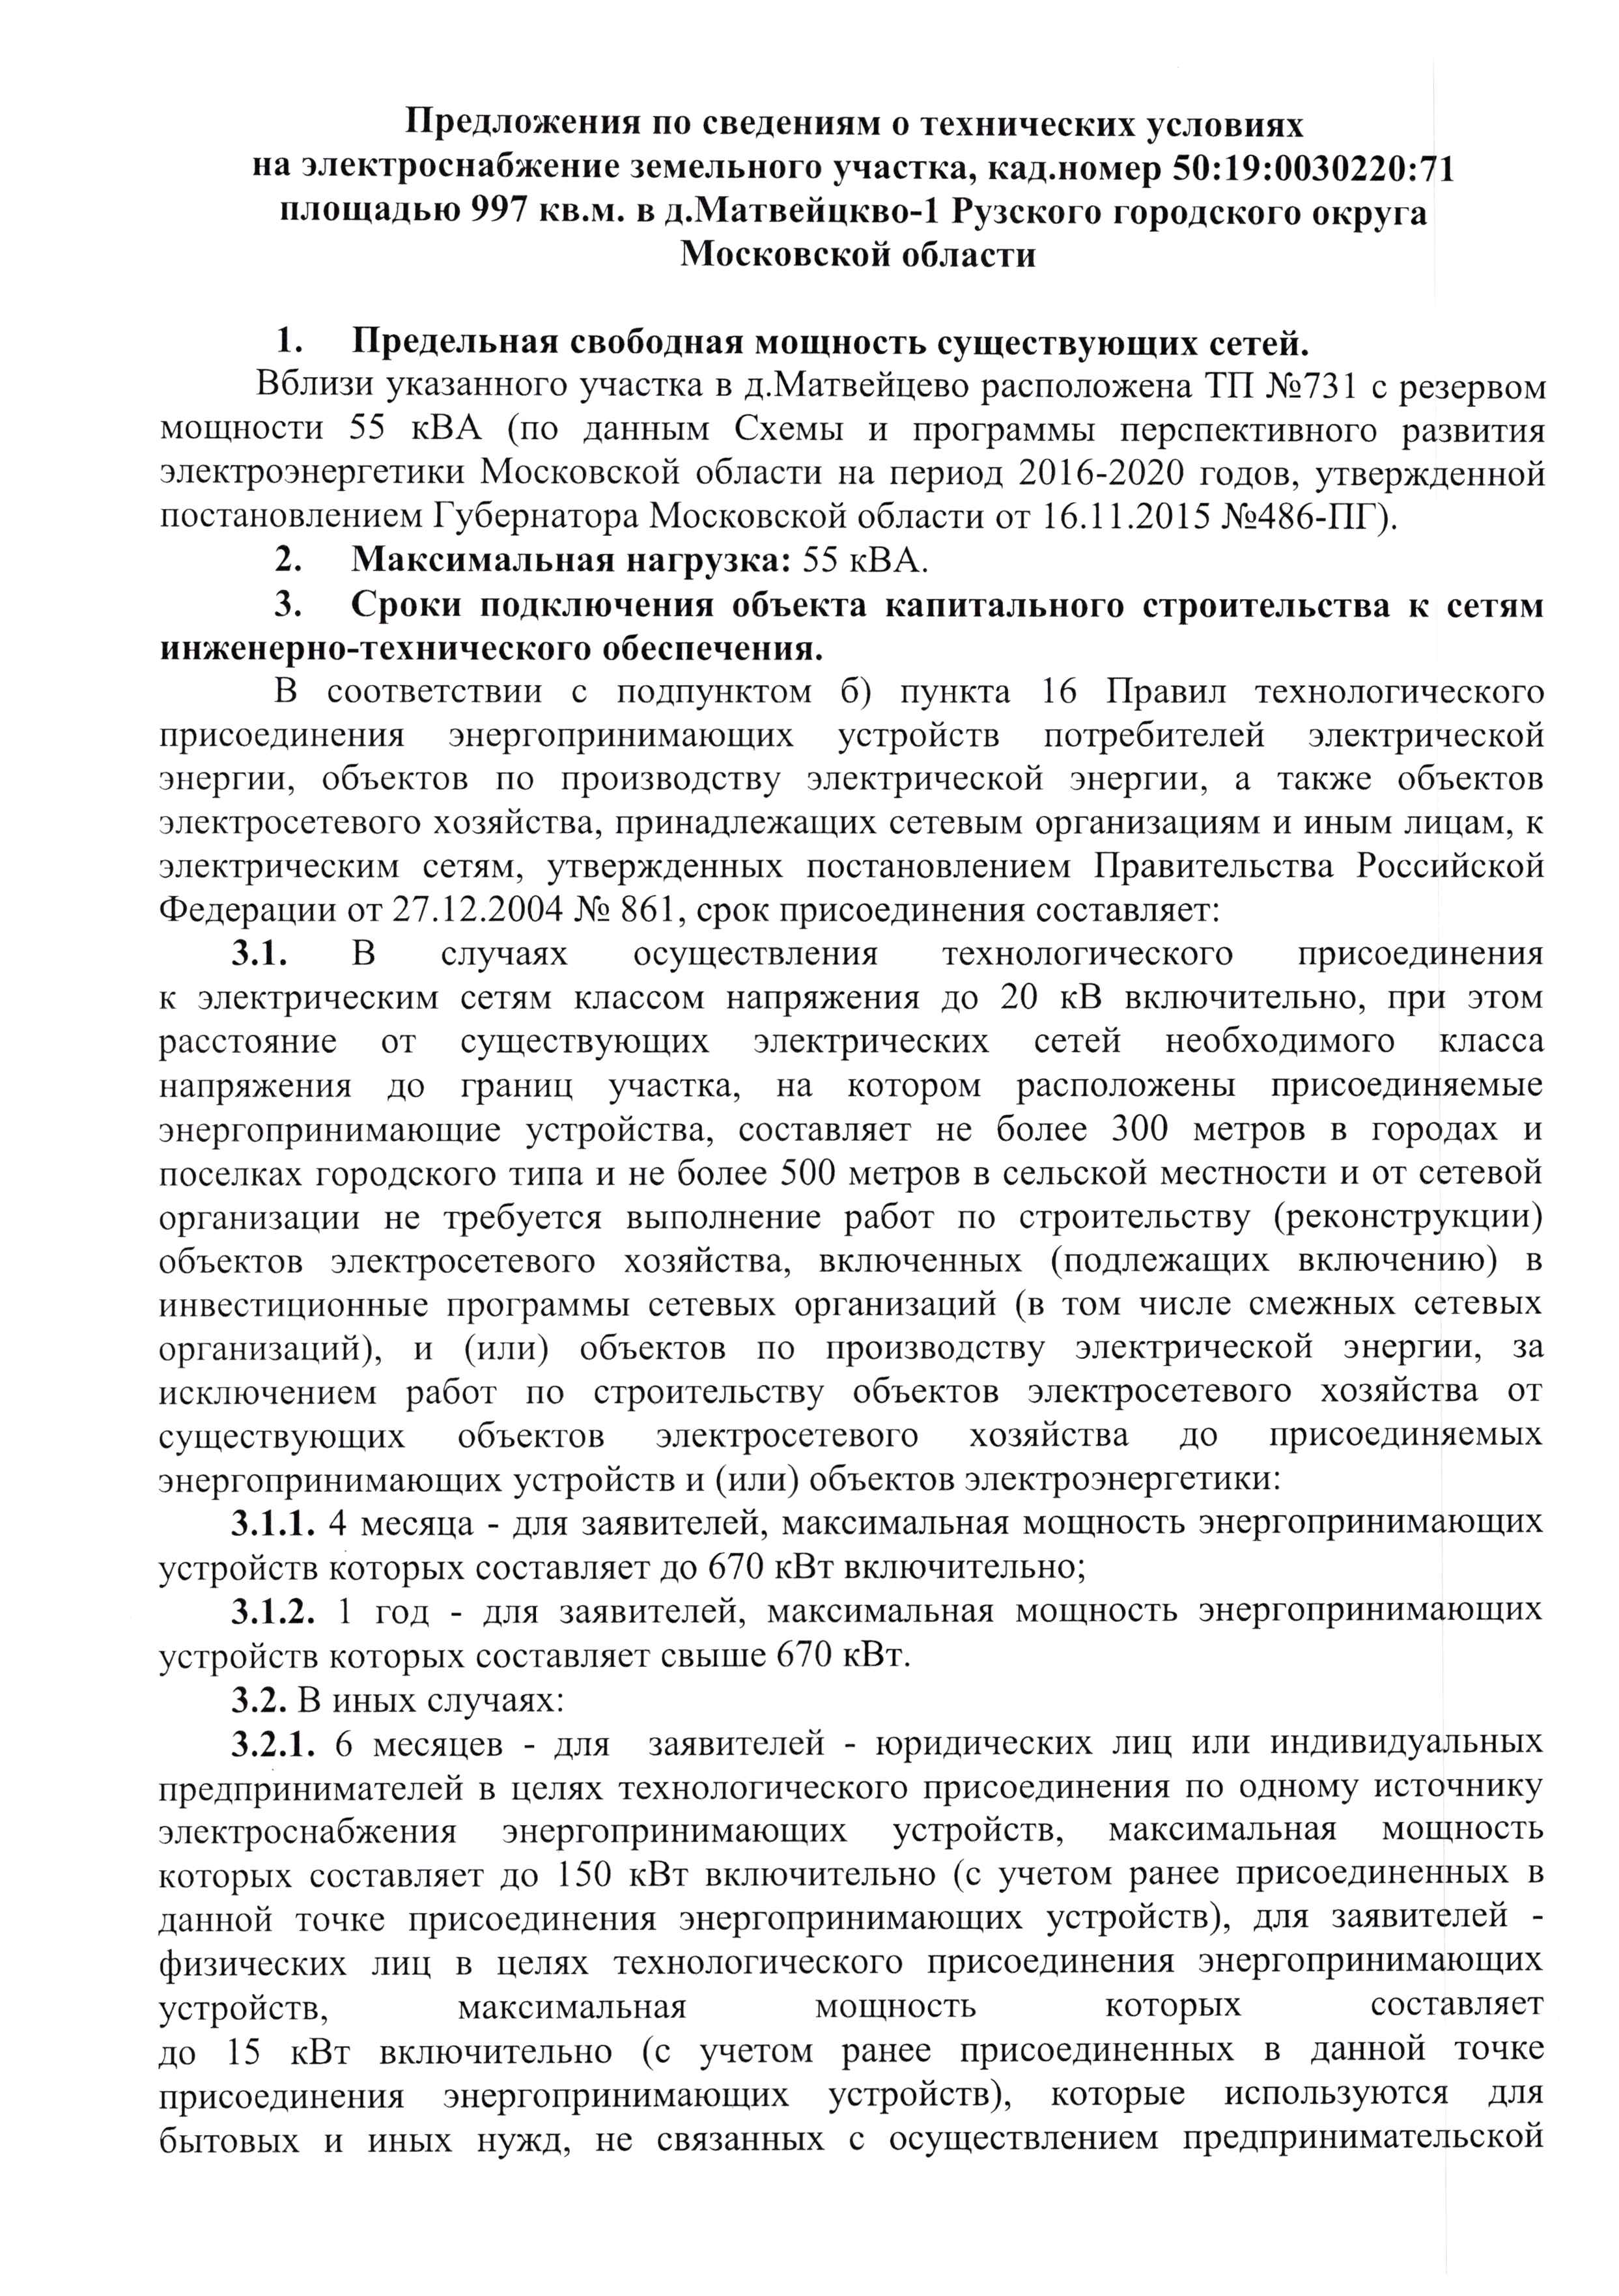 Предложения по сведениям о технических условиях
на электроснабжение земельного участка, кад.номер 50:19:0030220:71
площадью 997 кв.м. в д.Матвейцкво-1 Рузского городского округа
Московской области
1. Предельная свободная мощность существующих сетей.
Вблизи указанного участка в д.Матвейцево расположена ТП №731 с резервом
мощности 55 кВА (по данным Схемы и программы перспективного развития
электроэнергетики Московской области на период 2016-2020 годов, утвержденной
постановлением Губернатора Московской области от 16.11.2015 №486-ПГ).
2. Максимальная нагрузка: 55 кВА.
3. Сроки подключения объекта капитального строительства к сетям
инженерно-технического обеспечения.
В соответствии с подпунктом б) пункта 16 Правил технологического
присоединения энергопринимающих устройств потребителей электрической
энергии, объектов по производству электрической энергии, а также объектов
электросетевого хозяйства, принадлежащих сетевым организациям и иным лицам, к
электрическим сетям, утвержденных постановлением Правительства Российской
Федерации от 27.12.2004 № 861, срок присоединения составляет:
3.1. В случаях осуществления технологического присоединения
к электрическим сетям классом напряжения до 20 кВ включительно, при этом
расстояние от существующих электрических сетей необходимого класса
напряжения до границ участка, на котором расположены присоединяемые
энергопринимающие устройства, составляет не более 300 метров в городах и
поселках городского типа и не более 500 метров в сельской местности и от сетевой
организации не требуется выполнение работ по строительству (реконструкции)
объектов электросетевого хозяйства, включенных (подлежащих включению) в
инвестиционные программы сетевых организаций (в том числе смежных сетевых
организаций), и (или) объектов по производству электрической энергии, за
исключением работ по строительству объектов электросетевого хозяйства от
существующих объектов электросетевого хозяйства до присоединяемых
энергопринимающих устройств и (или) объектов электроэнергетики:
3.1.1. 4 месяца - для заявителей, максимальная мощность энергопринимающих
устройств которых составляет до 670 кВт включительно;
3.1.2. 1 год - для заявителей, максимальная мощность энергопринимающих
устройств которых составляет свыше 670 кВт.
3.2. В иных случаях:
3.2.1. 6 месяцев - для заявителей - юридических лиц или индивидуальных
предпринимателей в целях технологического присоединения по одному источнику
электроснабжения энергопринимающих устройств, максимальная мощность
которых составляет до 150 кВт включительно (с учетом ранее присоединенных в
данной точке присоединения энергопринимающих устройств), для заявителей -
физических лиц в целях технологического присоединения энергопринимающих
устройств, максимальная мощность которых составляет
до 15 кВт включительно (с учетом ранее присоединенных в данной точке
присоединения энергопринимающих устройств), которые используются для
бытовых и иных нужд, не связанных с осуществлением предпринимательской